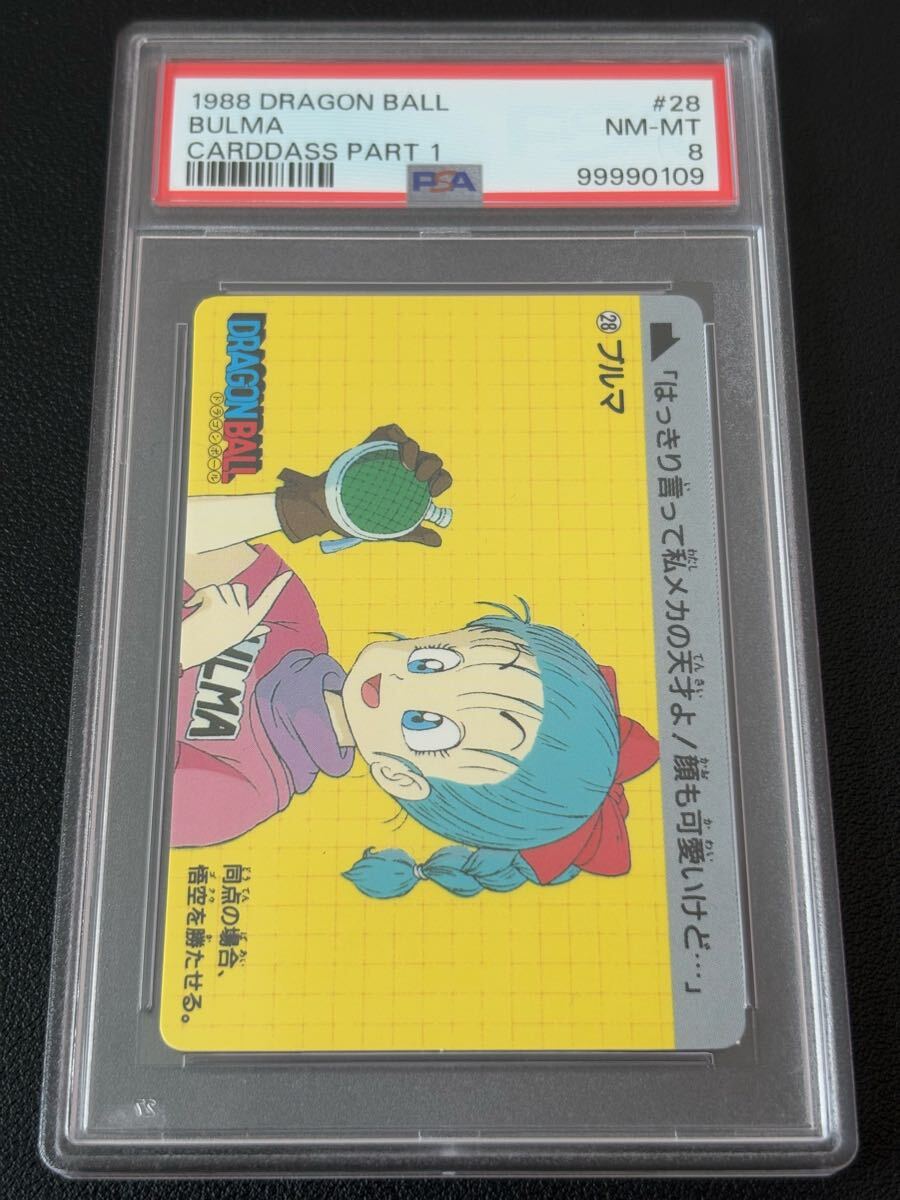 1988 DRAGON BALL #28
BULMA NM-MT
CARDDASS PART 1 8
PSA 99990109
「はっきり言って私メカの天才よ！顔も可愛いけど…」
28 ブルマ
DRAGON BALL
ドラゴンボール
BULMA
同点の場合、
悟空を勝たせる。